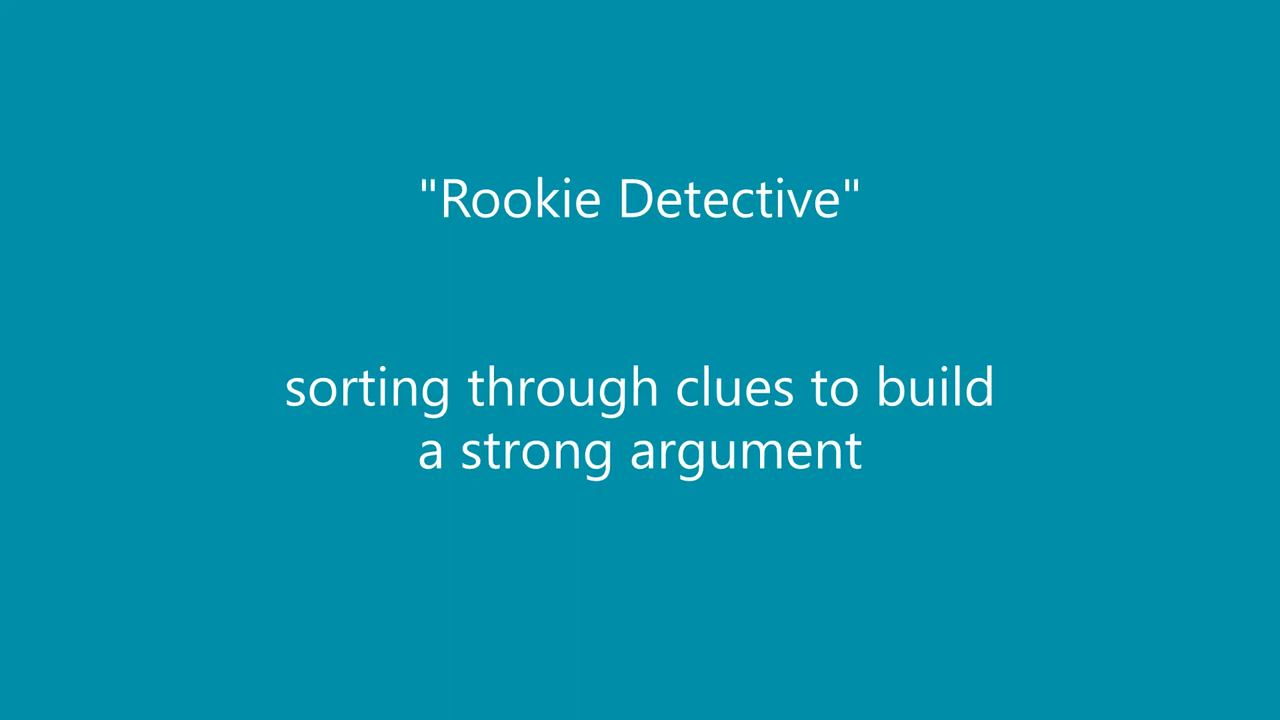 "Rookie Detective"
sorting through clues to build
a strong argument